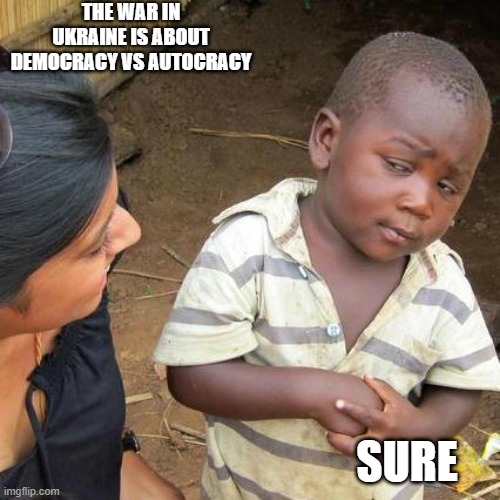 THE WAR IN
UKRAINE IS ABOUT
DEMOCRACY VS AUTOCRACY
SURE
imgflip.com